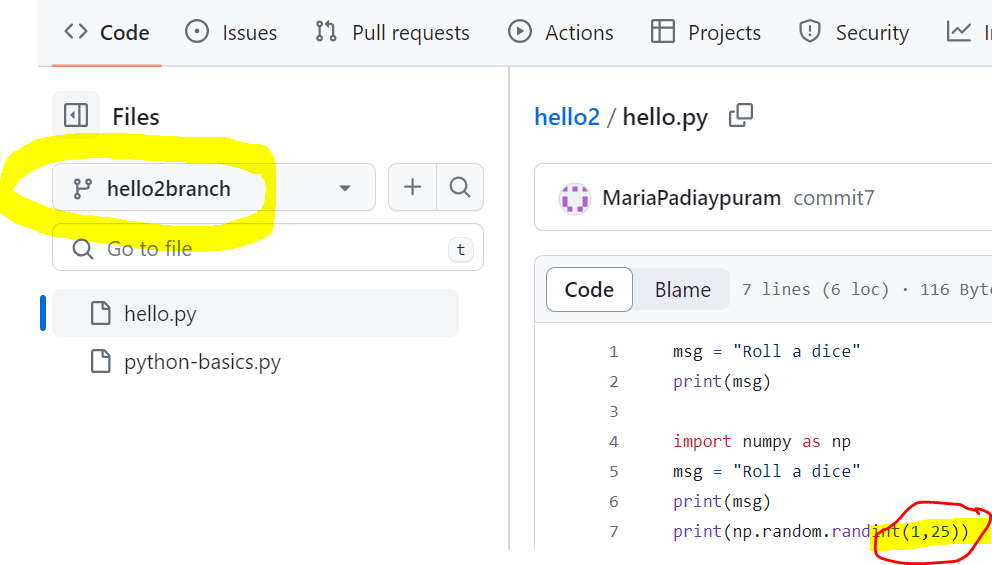 Code Issues Pull requests Actions Projects Security
Files
hello2branch
Go to file t
hello.py
python-basics.py
hello2 / hello.py
MariaPadiaypuram commit7
Code Blame 7 lines (6 loc) · 116 Byt
1 msg = "Roll a dice"
2 print(msg)
3
4 import numpy as np
5 msg = "Roll a dice"
6 print(msg)
7 print(np.random.randint(1,25))